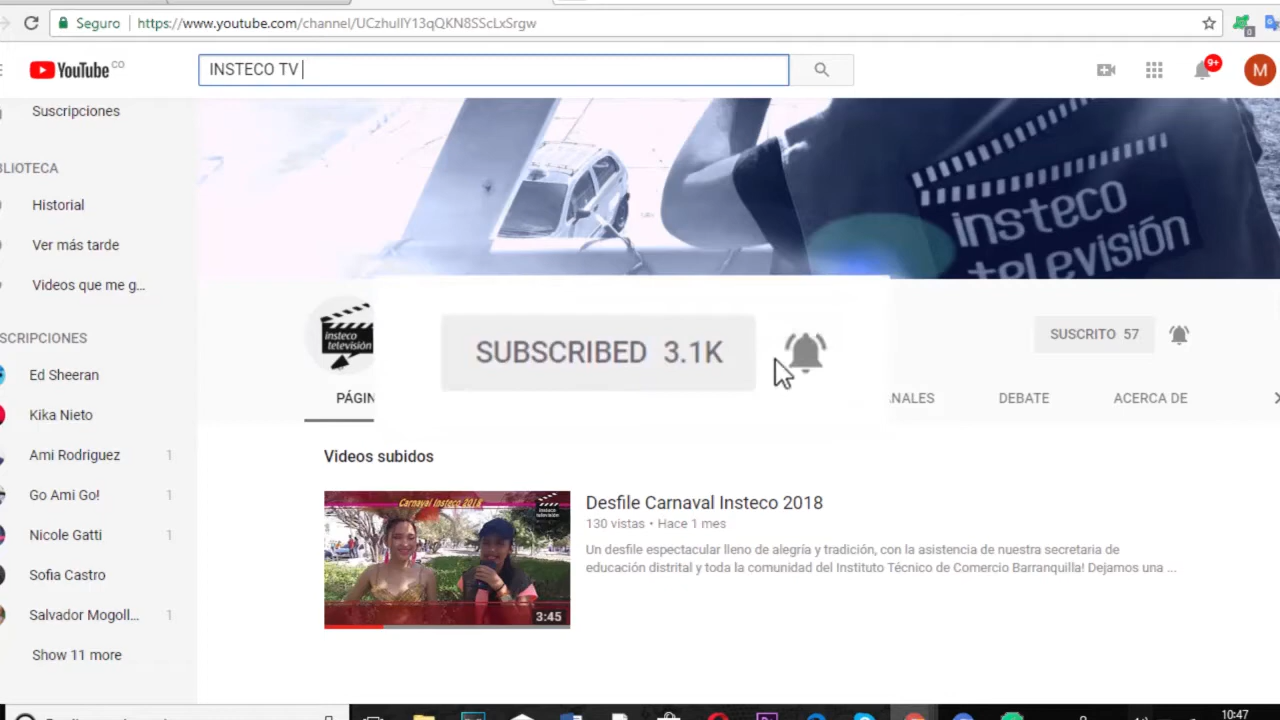 Seguro https://www.youtube.com/channel/UCzhullY13qQKN8SScLxSrgw
YouTube CO
INSTECO TV
9+
M
0
Suscripciones
BLIOTECA
Historial
Ver más tarde
Videos que me g...
SCRIPCIONES
Ed Sheeran
Kika Nieto
Ami Rodriguez 1
Go Ami Go! 1
Nicole Gatti 1
Sofia Castro
Salvador Mogoll... 1
Show 11 more
insteco
televisión
insteco
televisión
SUBSCRIBED 3.1K
SUSCRITO 57
PÁGIN
NALES
DEBATE
ACERCA DE
Videos subidos
Carnaval Insteco 2018
3:45
Desfile Carnaval Insteco 2018
130 vistas • Hace 1 mes
Un desfile espectacular lleno de alegría y tradición, con la asistencia de nuestra secretaria de
educación distrital y toda la comunidad del Instituto Técnico de Comercio Barranquilla! Dejamos una ...
10:47